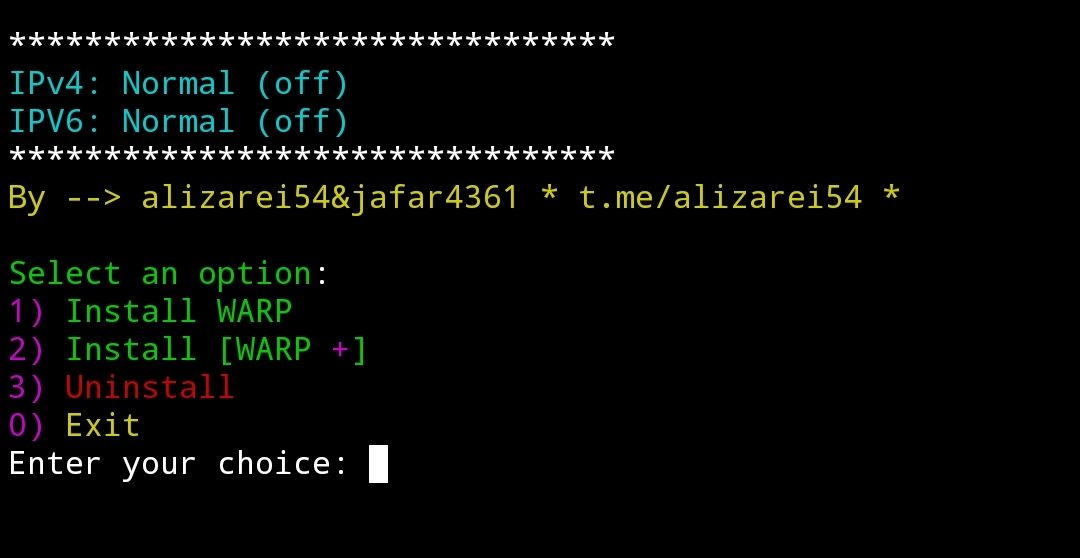 ********************************
IPv4: Normal (off)
IPV6: Normal (off)
********************************
By --> alizarei54&jafar4361 * t.me/alizarei54 *
Select an option:
1) Install WARP
2) Install [WARP +]
3) Uninstall
0) Exit
Enter your choice: